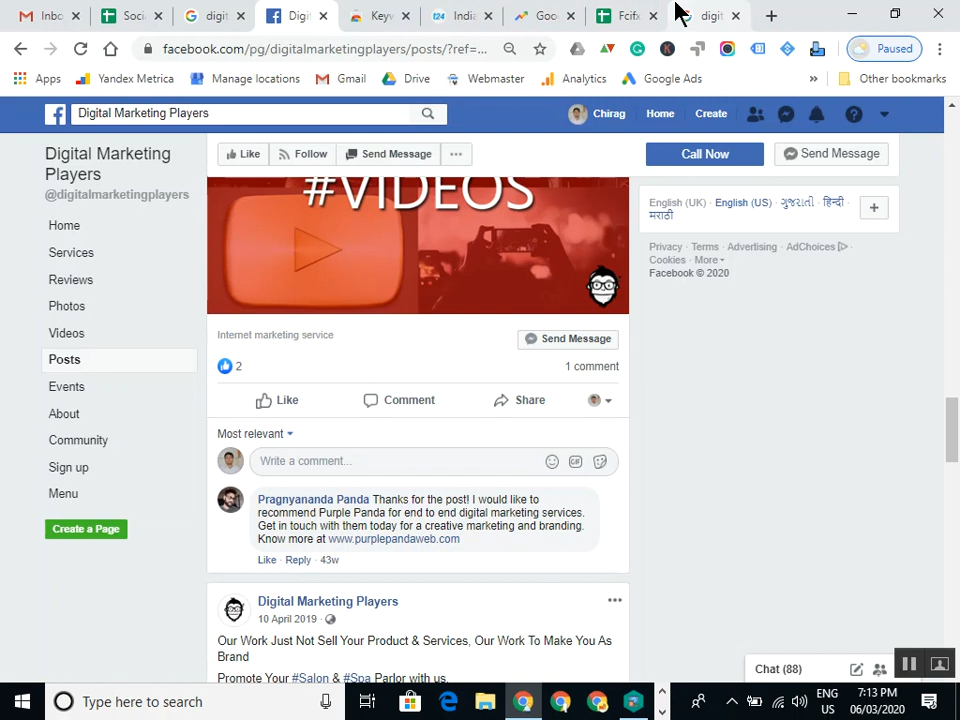 Inbo
Soci
digit
Digit
Keyv
India
Goo
Fcifx
digit
facebook.com/pg/digitalmarketingplayers/posts/?ref=...
Paused
Apps
Yandex Metrica
Manage locations
Gmail
Drive
Webmaster
Analytics
Google Ads
»
Other bookmarks
Digital Marketing Players
Chirag
Home
Create
Digital Marketing
Players
@digitalmarketingplayers
Home
Services
Reviews
Photos
Videos
Posts
Events
About
Community
Sign up
Menu
Create a Page
Like
Follow
Send Message
...
Call Now
Send Message
#VIDEOS
Internet marketing service
Send Message
2
1 comment
Like
Comment
Share
Most relevant
Write a comment...
GIF
Pragnyananda Panda Thanks for the post! I would like to
recommend Purple Panda for end to end digital marketing services.
Get in touch with them today for a creative marketing and branding.
Know more at www.purplepandaweb.com
Like · Reply · 43w
Digital Marketing Players
10 April 2019 ·
Our Work Just Not Sell Your Product & Services, Our Work To Make You As
Brand
Promote Your #Salon & #Spa Parlor with us.
English (UK) · English (US) · ગુજરાતી · हिन्दी ·
मराठी
Privacy · Terms · Advertising · AdChoices ·
Cookies · More
Facebook © 2020
Chat (88)
Type here to search
ENG
US
7:13 PM
06/03/2020